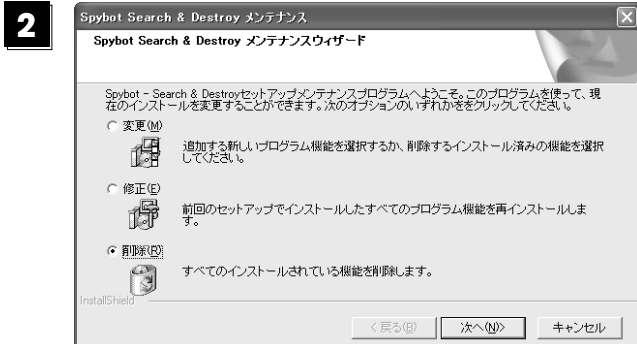 2
Spybot Search & Destroy メンテナンス
Spybot Search & Destroy メンテナンスウィザード
Spybot - Search & Destroyセットアップメンテナンスプログラムへようこそ。このプログラムを使って、現
在のインストールを変更することができます。次のオプションのいずれかををクリックしてください。
変更(M)
追加する新しいプログラム機能を選択するか、削除するインストール済みの機能を選択
してください。
修正(E)
前回のセットアップでインストールしたすべてのプログラム機能を再インストールしま
す。
削除(R)
すべてのインストールされている機能を削除します。
InstallShield
< 戻る(B) 次へ(N)> キャンセル